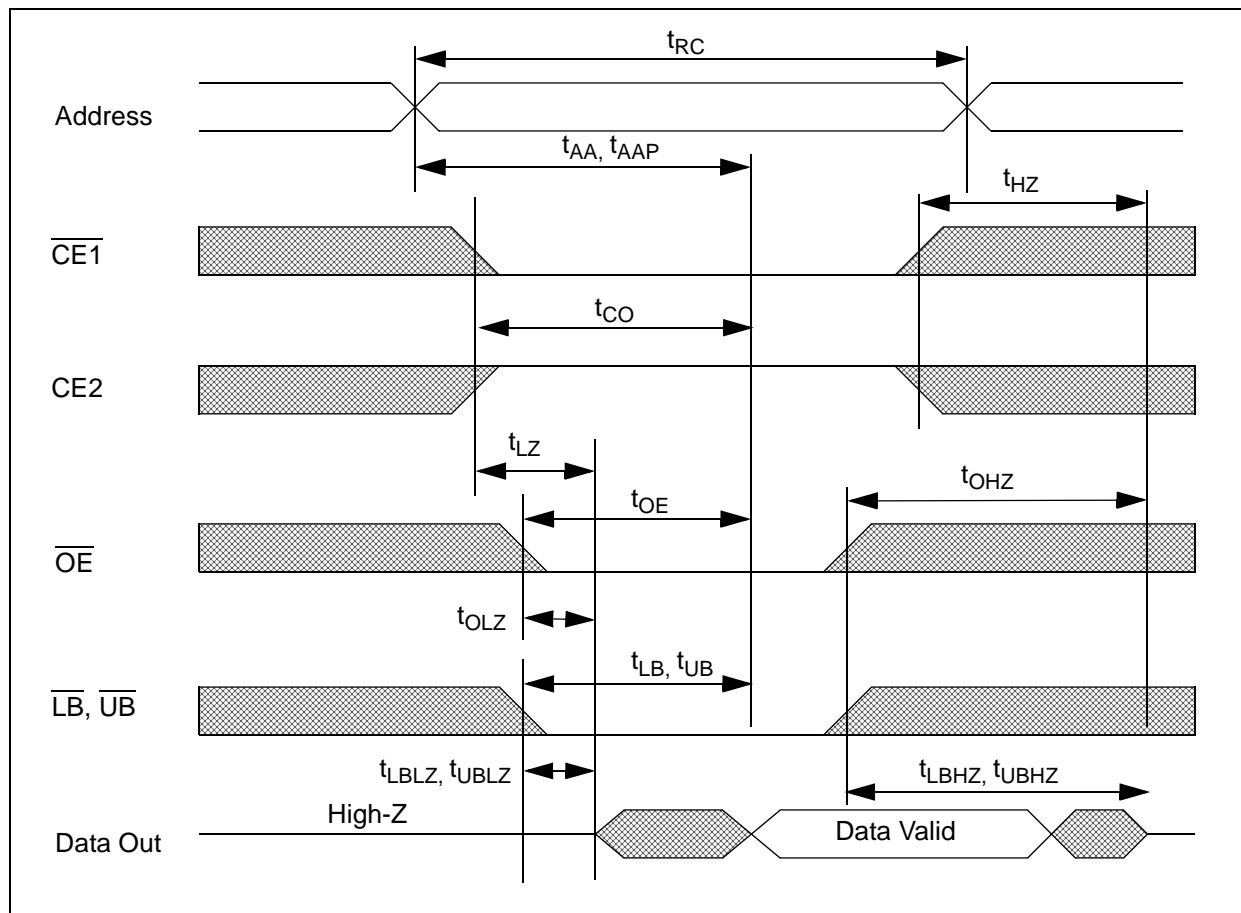 tRC
Address
tAA, tAAP
tHZ
CE1
tCO
CE2
tLZ
tOHZ
tOE
OE
tOLZ
tLB, tUB
LB, UB
tLBLZ, tUBLZ
tLBHZ, tUBHZ
High-Z
Data Valid
Data Out